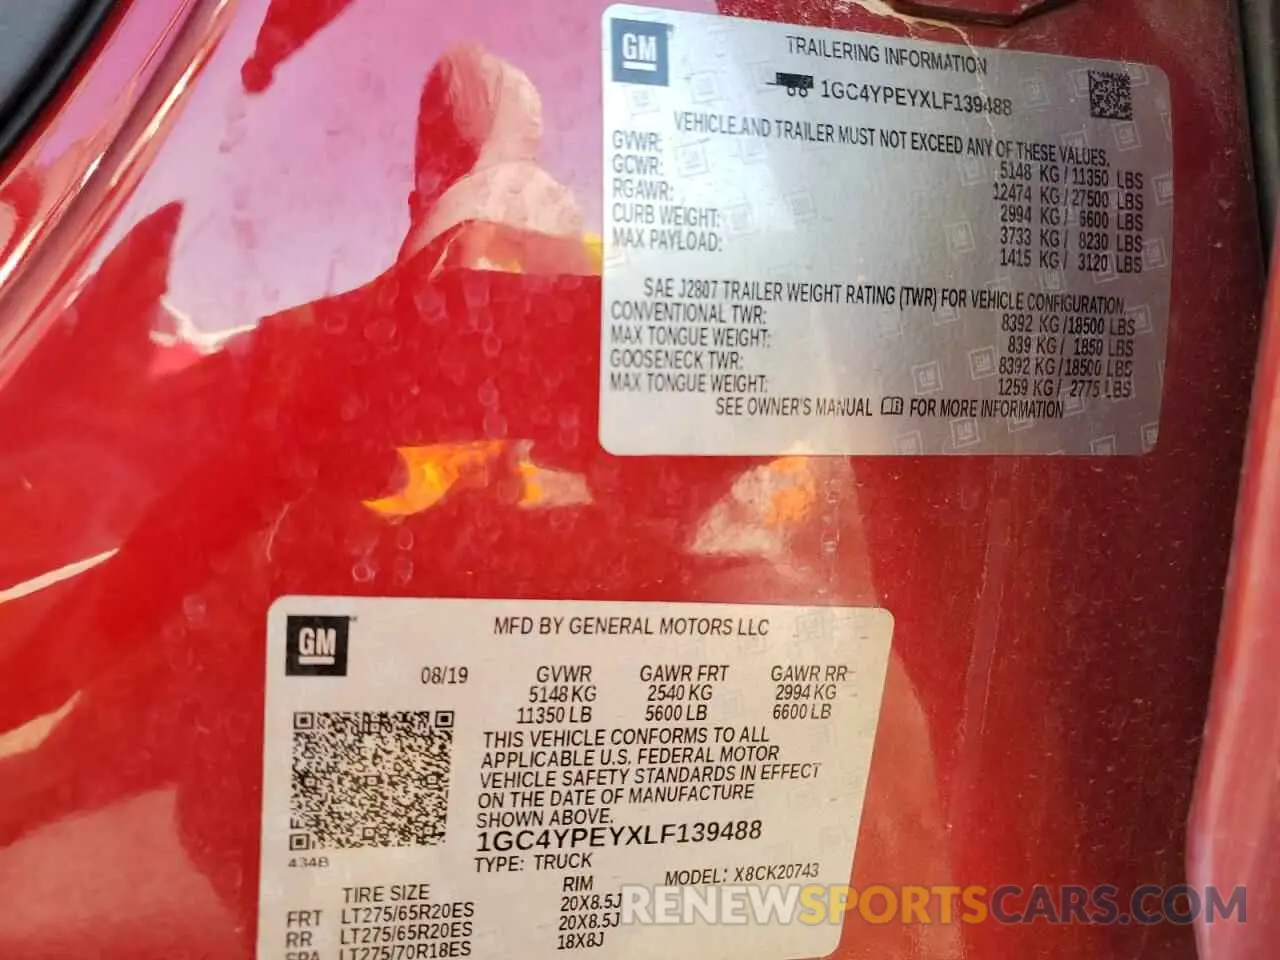 GM
TRAILERING INFORMATION
1GC4YPEYXLF139488
VEHICLE AND TRAILER MUST NOT EXCEED ANY OF THESE VALUES.
GVWR: 5148 KG / 11350 LBS
GCWR: 12474 KG / 27500 LBS
RGAWR: 2994 KG / 6600 LBS
CURB WEIGHT: 3733 KG / 8230 LBS
MAX PAYLOAD: 1415 KG / 3120 LBS
SAE J2807 TRAILER WEIGHT RATING (TWR) FOR VEHICLE CONFIGURATION
CONVENTIONAL TWR: 8392 KG / 18500 LBS
MAX TONGUE WEIGHT: 839 KG / 1850 LBS
GOOSENECK TWR: 8392 KG / 18500 LBS
MAX TONGUE WEIGHT: 1259 KG / 2775 LBS
SEE OWNER'S MANUAL FOR MORE INFORMATION
GM
MFD BY GENERAL MOTORS LLC
08/19 GVWR GAWR FRT GAWR RR
5148 KG 2540 KG 2994 KG
11350 LB 5600 LB 6600 LB
THIS VEHICLE CONFORMS TO ALL
APPLICABLE U.S. FEDERAL MOTOR
VEHICLE SAFETY STANDARDS IN EFFECT
ON THE DATE OF MANUFACTURE
SHOWN ABOVE.
1GC4YPEYXLF139488
434B
TYPE: TRUCK
MODEL: X8CK20743
TIRE SIZE RIM
FRT LT275/65R20ES 20X8.5J
RR LT275/65R20ES 20X8.5J
SPA LT275/70R18ES 18X8J
RENEWSPORTSCARS.COM